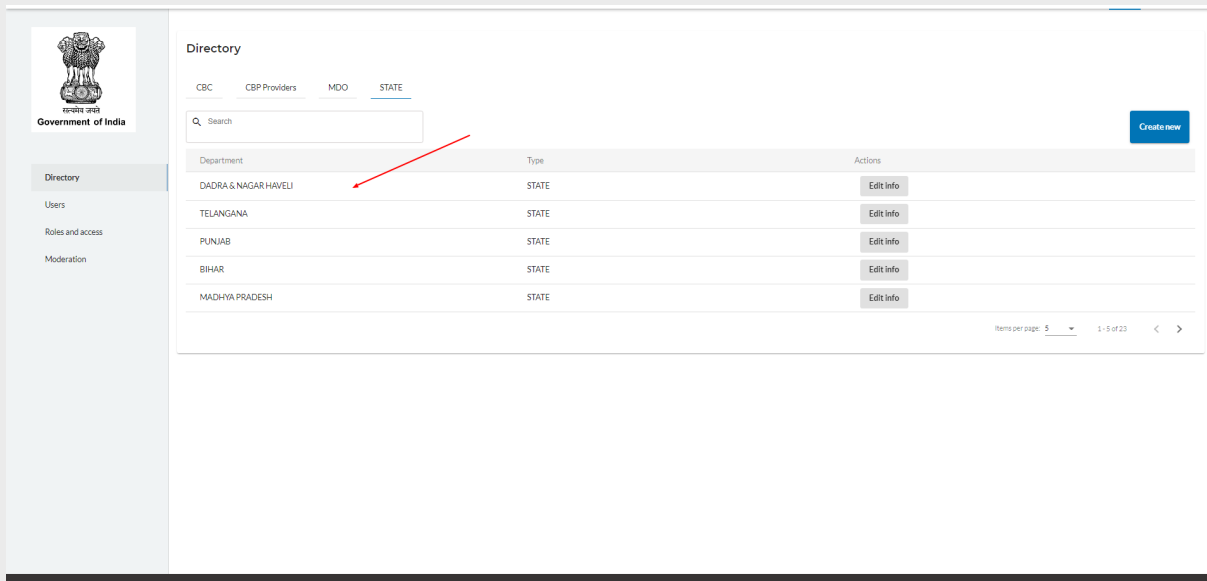 सत्यमेव जयते
Government of India
Directory
Users
Roles and access
Moderation
Directory
CBC CBP Providers MDO STATE
Search
Create new
Department Type Actions
DADRA & NAGAR HAVELI STATE Edit info
TELANGANA STATE Edit info
PUNJAB STATE Edit info
BIHAR STATE Edit info
MADHYA PRADESH STATE Edit info
Items per page: 5 1 - 5 of 23